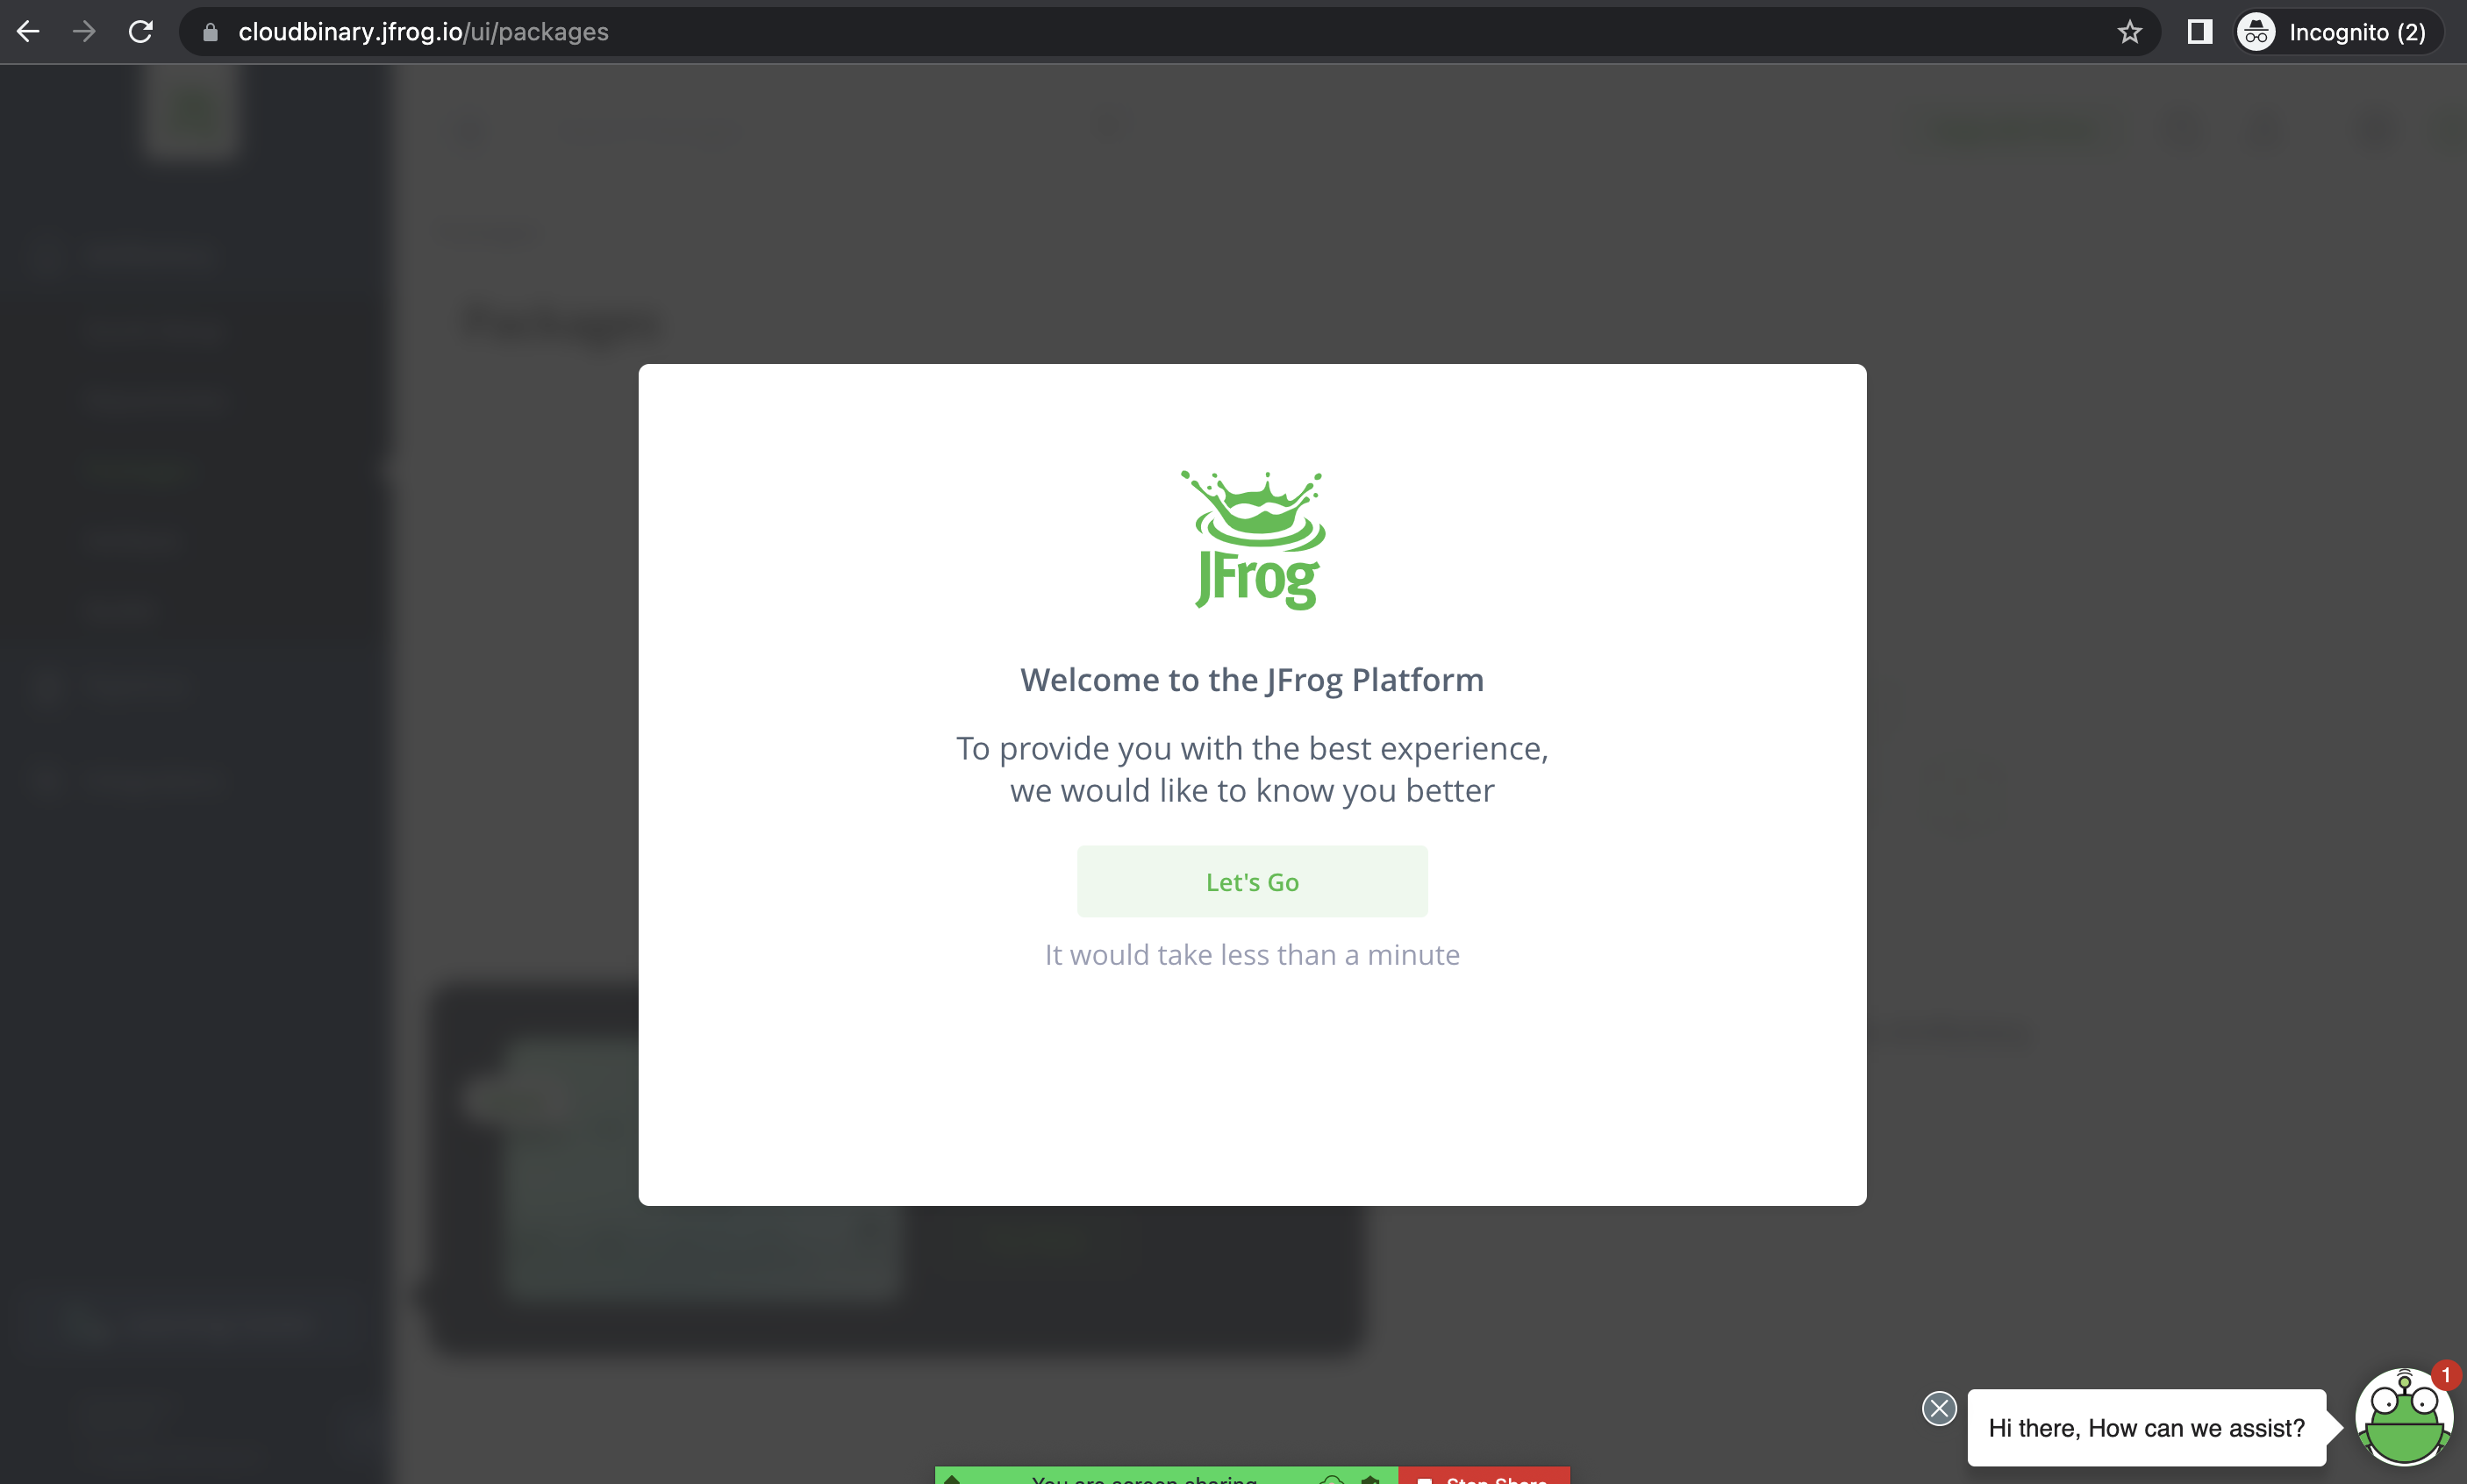 cloudbinary.jfrog.io/ui/packages
Incognito (2)
Packages
JFrog
Welcome to the JFrog Platform
To provide you with the best experience,
we would like to know you better
Let's Go
It would take less than a minute
1
Hi there, How can we assist?
You are screen sharing
Stop Share